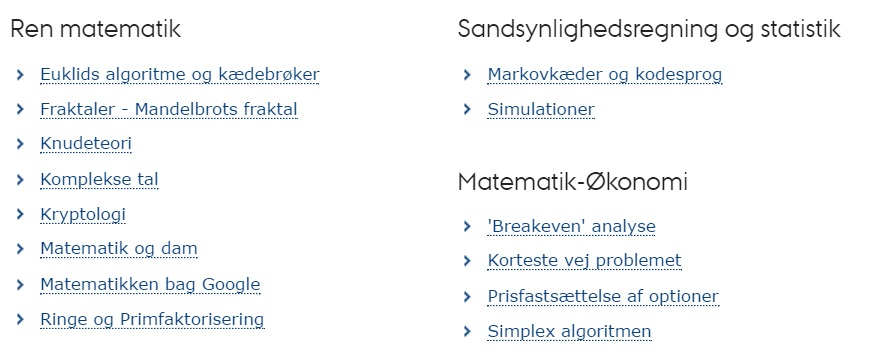 Ren matematik
Euklids algoritme og kædebrøker
Fraktaler - Mandelbrots fraktal
Knudeteori
Komplekse tal
Kryptologi
Matematik og dam
Matematikken bag Google
Ringe og Primfaktorisering
Sandsynlighedsregning og statistik
Markovkæder og kodesprog
Simulationer
Matematik-Økonomi
'Breakeven' analyse
Korteste vej problemet
Prisfastsættelse af optioner
Simplex algoritmen